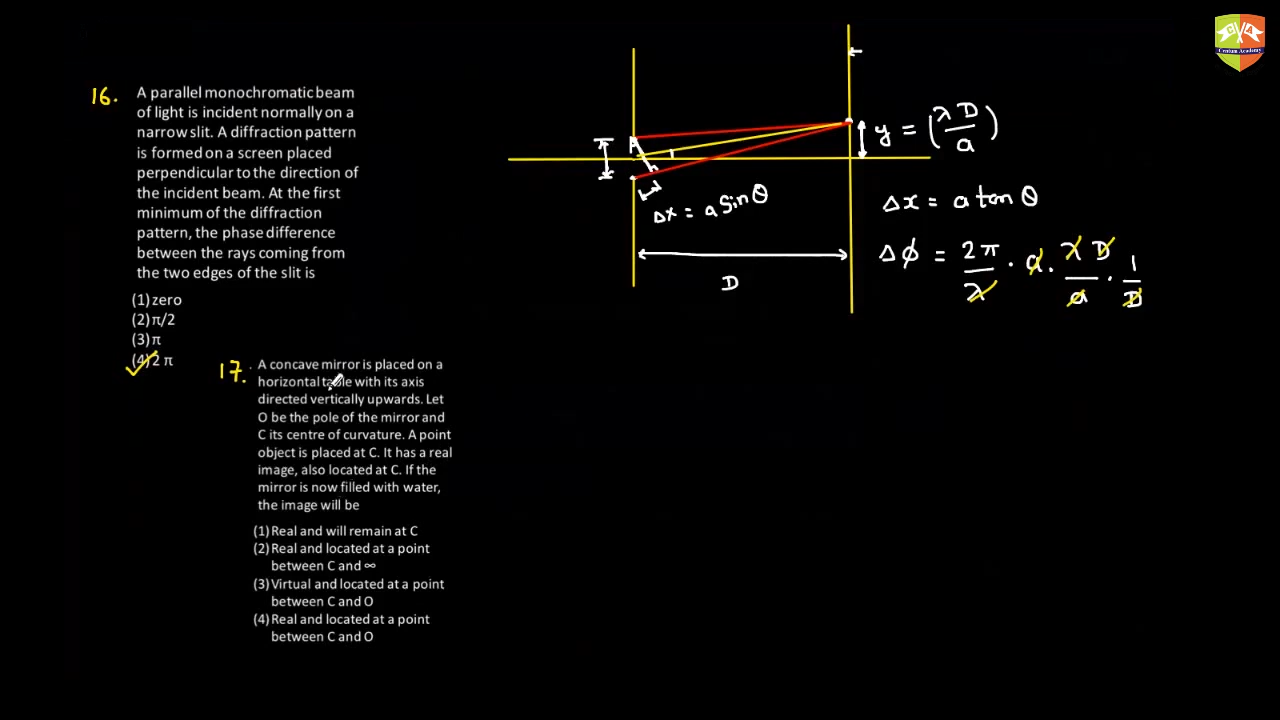 16.
A parallel monochromatic beam
of light is incident normally on a
narrow slit. A diffraction pattern
is formed on a screen placed
perpendicular to the direction of
the incident beam. At the first
minimum of the diffraction
pattern, the phase difference
between the rays coming from
the two edges of the slit is
(1) zero
(2) π/2
(3) π
(4) 2 π
17.
A concave mirror is placed on a
horizontal table with its axis
directed vertically upwards. Let
O be the pole of the mirror and
C its centre of curvature. A point
object is placed at C. It has a real
image, also located at C. If the
mirror is now filled with water,
the image will be
(1) Real and will remain at C
(2) Real and located at a point
between C and ∞
(3) Virtual and located at a point
between C and O
(4) Real and located at a point
between C and O
y = (λD/a)
Δx = a Sinθ
Δx = a tan θ
D
Δϕ = 2π/λ · a · λD/a · 1/D
Centum Academy